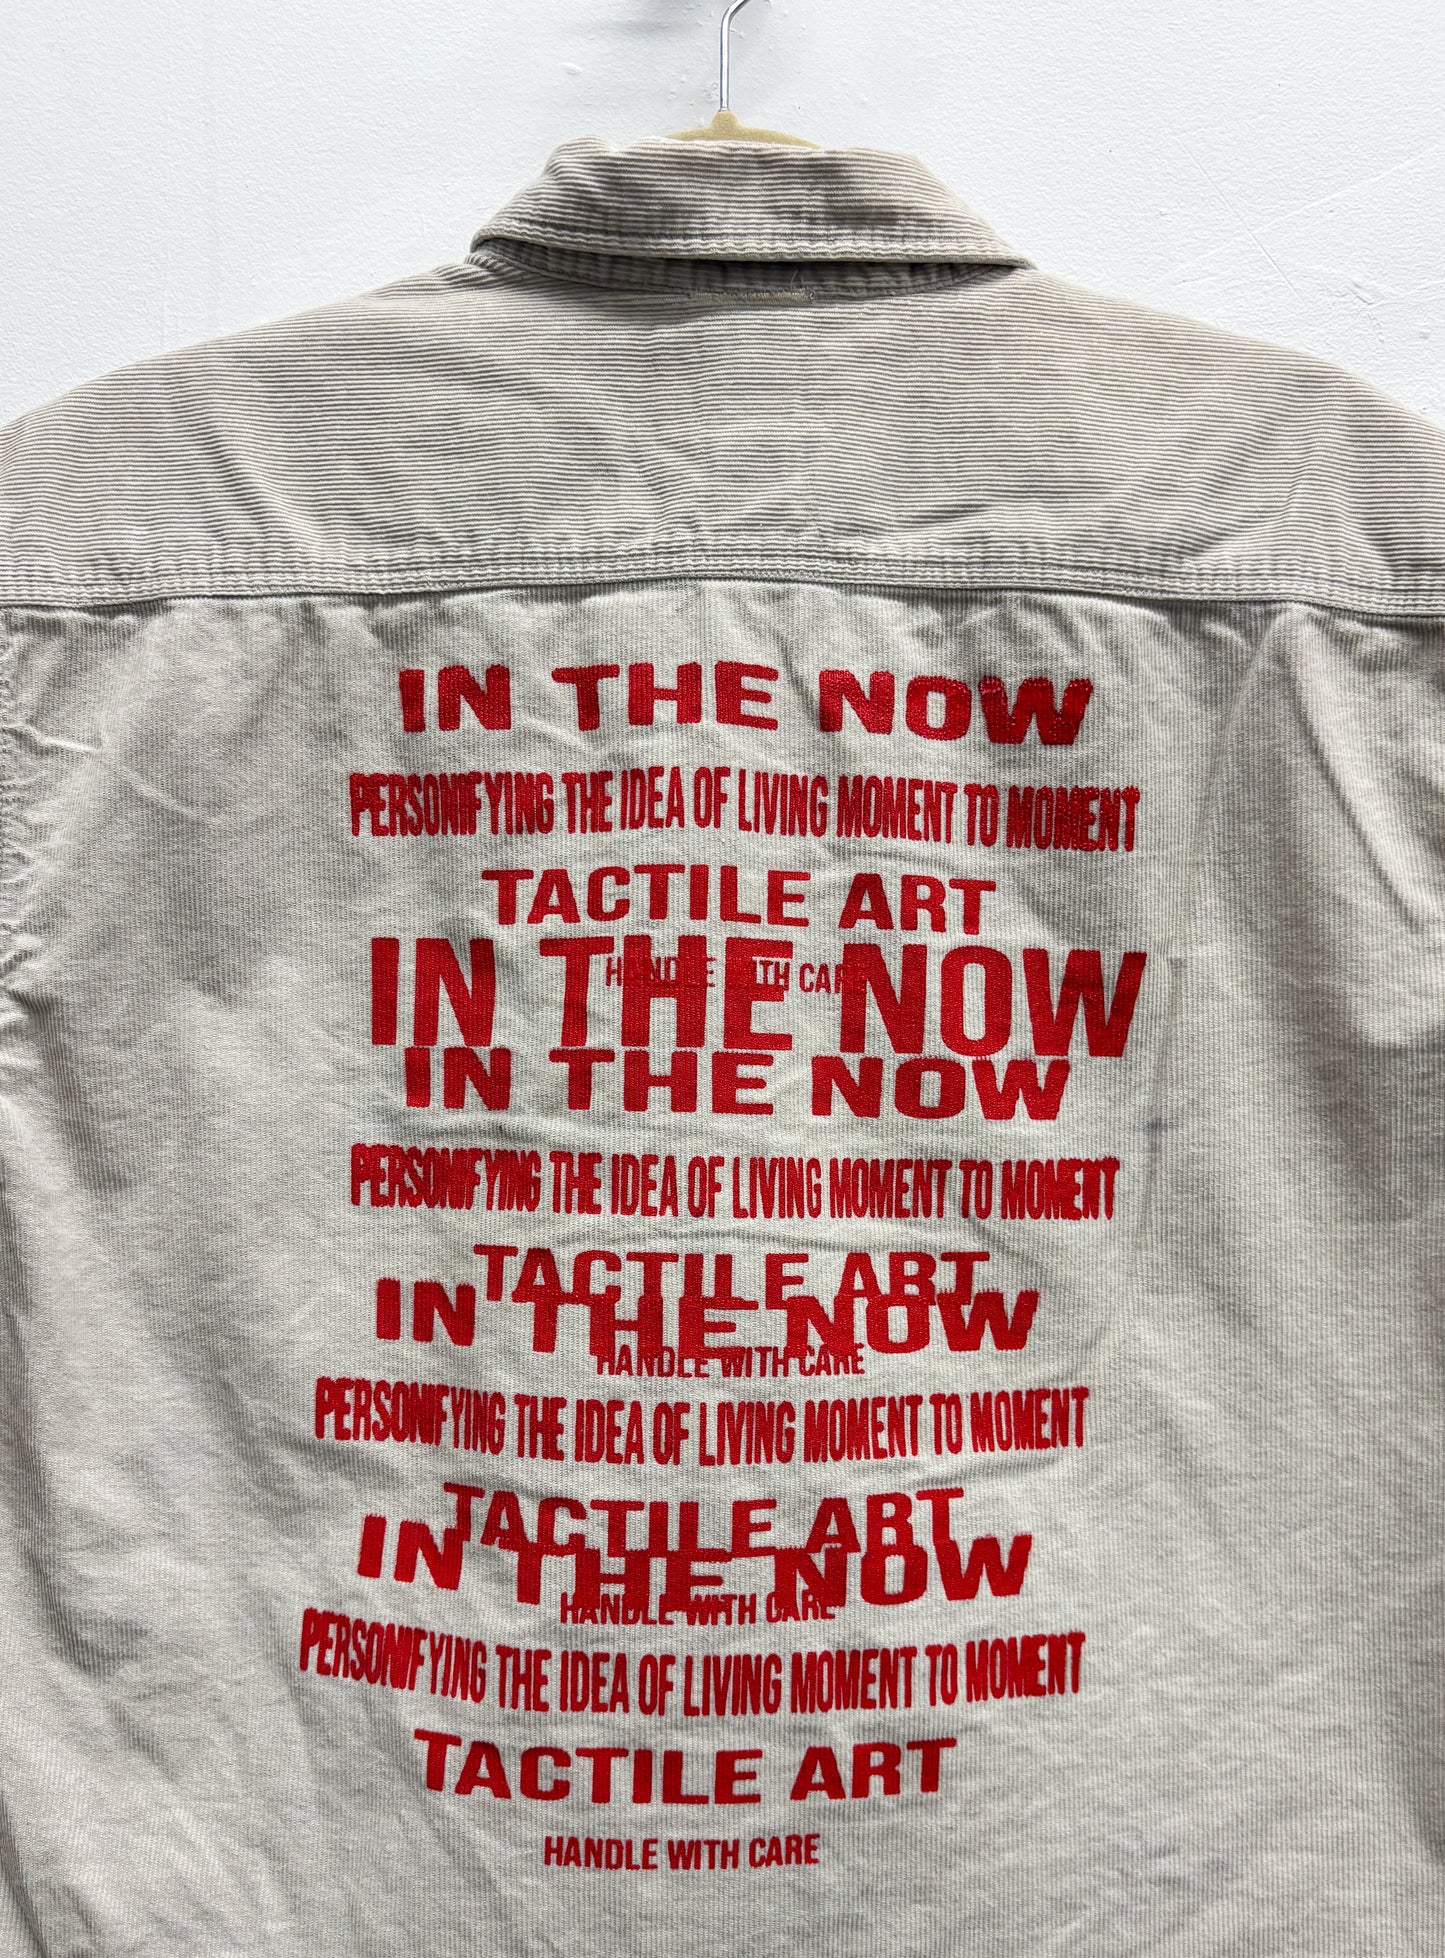 IN THE NOW
PERSONIFYING THE IDEA OF LIVING MOMENT TO MOMENT
TACTILE ART
HANDLE WITH CARE
IN THE NOW
IN THE NOW
PERSONIFYING THE IDEA OF LIVING MOMENT TO MOMENT
TACTILE ART
IN THE NOW
HANDLE WITH CARE
PERSONIFYING THE IDEA OF LIVING MOMENT TO MOMENT
TACTILE ART
IN THE NOW
HANDLE WITH CARE
PERSONIFYING THE IDEA OF LIVING MOMENT TO MOMENT
TACTILE ART
HANDLE WITH CARE